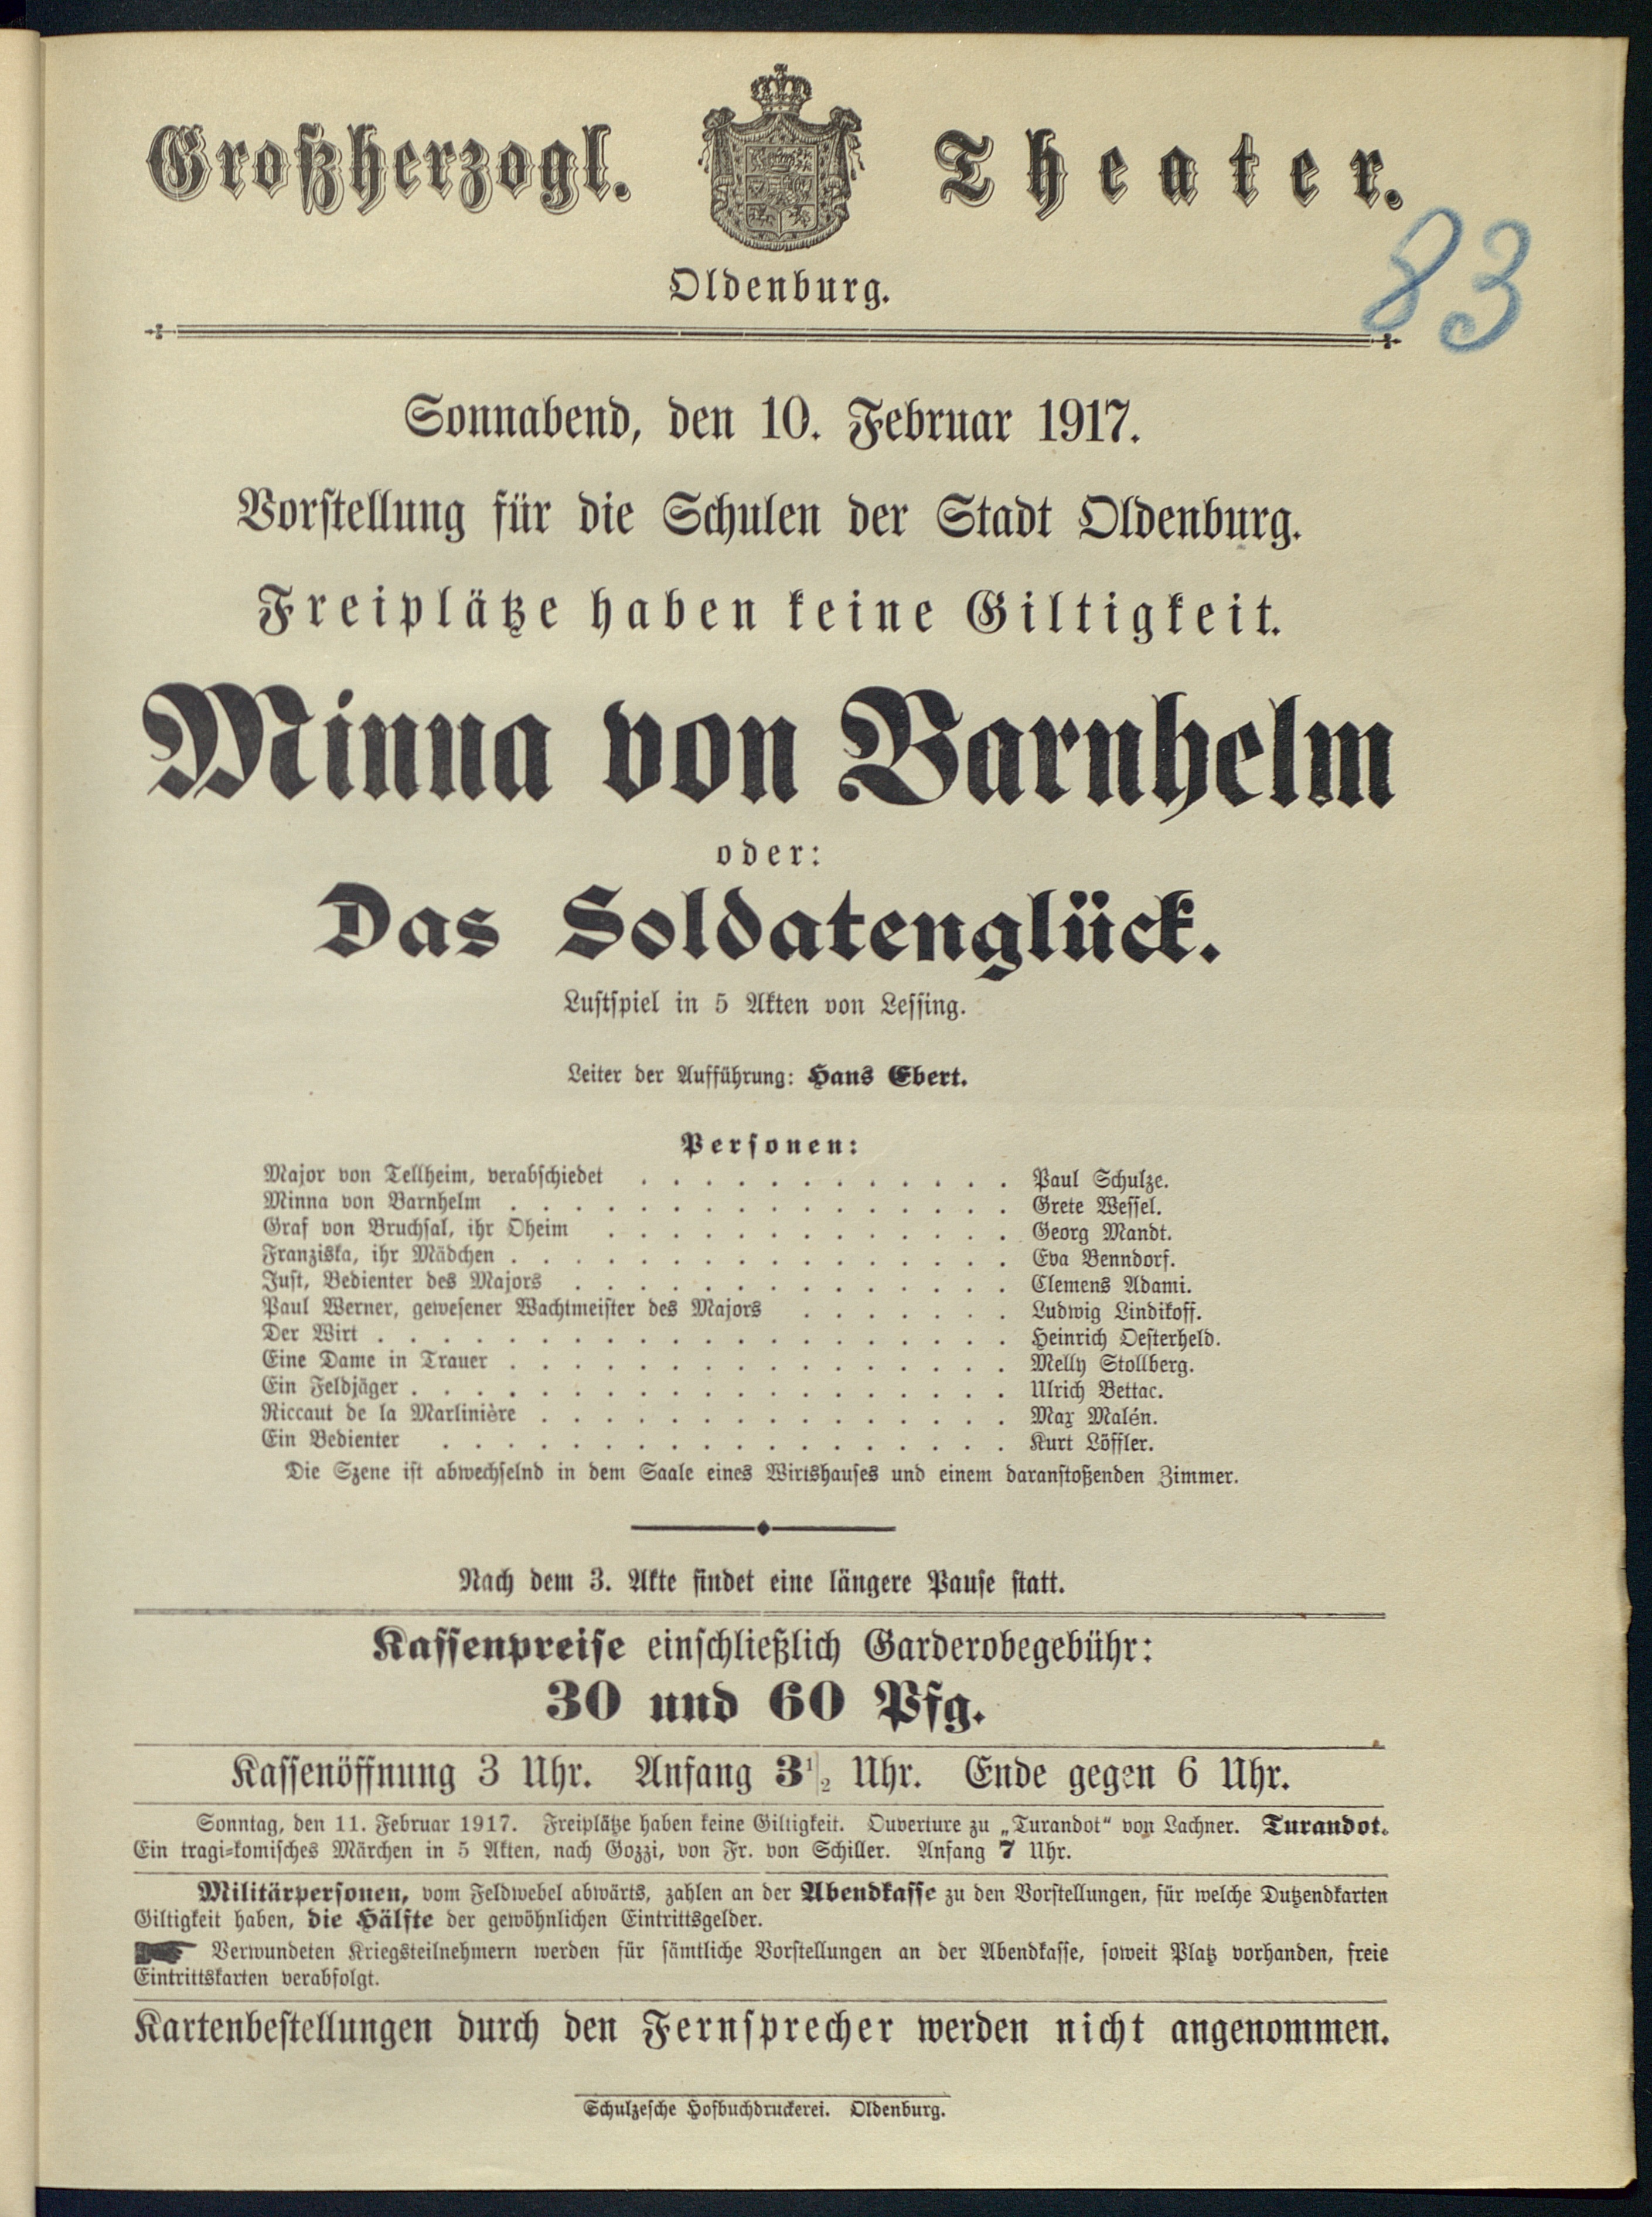 Großherzogl. Theater.
Oldenburg.
83
Sonnabend, den 10. Februar 1917.
Vorstellung für die Schulen der Stadt Oldenburg.
Freiplätze haben keine Giltigkeit.
Minna von Barnhelm
oder:
Das Soldatenglück.
Lustspiel in 5 Akten von Lessing.
Leiter der Aufführung: Hans Ebert.
Personen:
Major von Tellheim, verabschiedet . . . . . . . . . . . . Paul Schulze.
Minna von Barnhelm . . . . . . . . . . . . . . . . Grete Wessel.
Graf von Bruchsal, ihr Oheim . . . . . . . . . . . . . Georg Mandt.
Franziska, ihr Mädchen . . . . . . . . . . . . . . . . Eva Benndorf.
Just, Bedienter des Majors . . . . . . . . . . . . . . Clemens Adami.
Paul Werner, gewesener Wachtmeister des Majors . . . . . . . Ludwig Lindikoff.
Der Wirt . . . . . . . . . . . . . . . . . . . . Heinrich Oesterheld.
Eine Dame in Trauer . . . . . . . . . . . . . . . . Melly Stollberg.
Ein Feldjäger . . . . . . . . . . . . . . . . . . . Ulrich Bettac.
Riccaut de la Marlinière . . . . . . . . . . . . . . . Max Malén.
Ein Bedienter . . . . . . . . . . . . . . . . . . Kurt Löffler.
Die Szene ist abwechselnd in dem Saale eines Wirtshauses und einem daranstoßenden Zimmer.
Nach dem 3. Akte findet eine längere Pause statt.
Kassenpreise einschließlich Garderobegebühr:
30 und 60 Pfg.
Kassenöffnung 3 Uhr. Anfang 3 1/2 Uhr. Ende gegen 6 Uhr.
Sonntag, den 11. Februar 1917. Freiplätze haben keine Giltigkeit. Ouverture zu „Turandot“ von Lachner. Turandot.
Ein tragi-komisches Märchen in 5 Akten, nach Gozzi, von Fr. von Schiller. Anfang 7 Uhr.
Militärpersonen, vom Feldwebel abwärts, zahlen an der Abendkasse zu den Vorstellungen, für welche Dutzendkarten
Giltigkeit haben, die Hälfte der gewöhnlichen Eintrittsgelder.
Verwundeten Kriegsteilnehmern werden für sämtliche Vorstellungen an der Abendkasse, soweit Platz vorhanden, freie
Eintrittskarten verabfolgt.
Kartenbestellungen durch den Fernsprecher werden nicht angenommen.
Schulzesche Hofbuchdruckerei. Oldenburg.